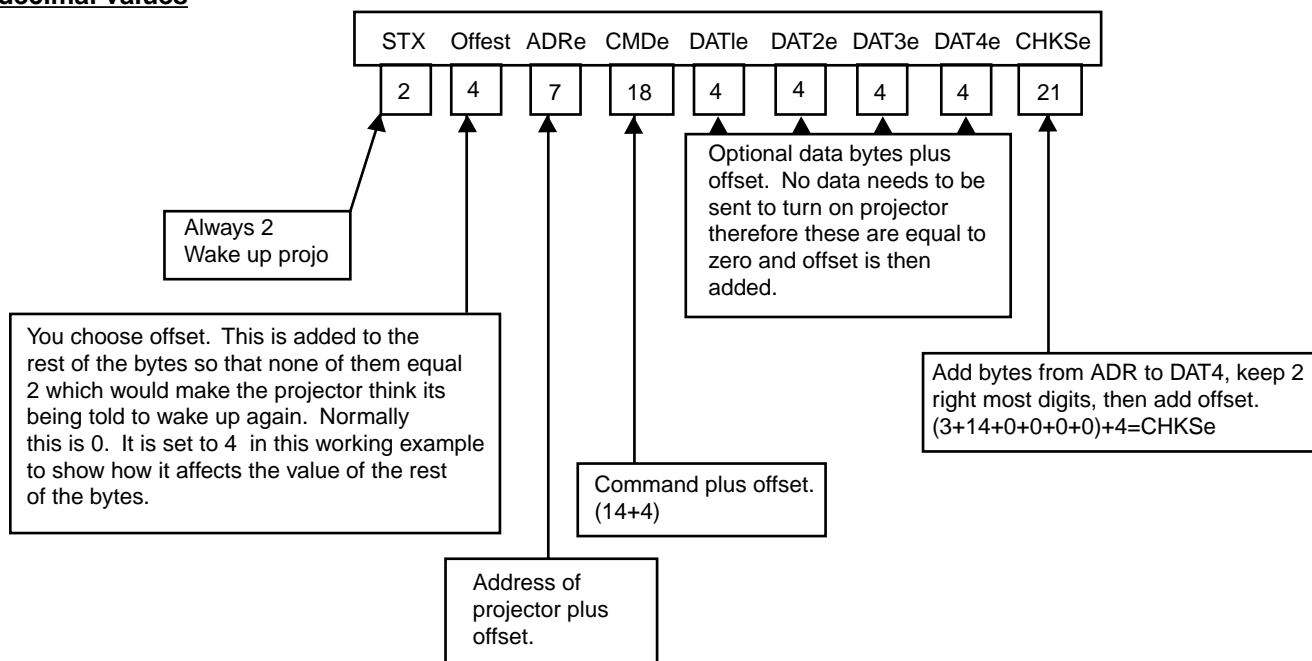 decimal values
STX Offest ADRe CMDe DATle DAT2e DAT3e DAT4e CHKSe
2 4 7 18 4 4 4 4 21
Optional data bytes plus
offset. No data needs to be
sent to turn on projector
therefore these are equal to
zero and offset is then
added.
Always 2
Wake up projo
You choose offset. This is added to the
rest of the bytes so that none of them equal
2 which would make the projector think its
being told to wake up again. Normally
this is 0. It is set to 4 in this working example
to show how it affects the value of the rest
of the bytes.
Add bytes from ADR to DAT4, keep 2
right most digits, then add offset.
(3+14+0+0+0+0)+4=CHKSe
Command plus offset.
(14+4)
Address of
projector plus
offset.